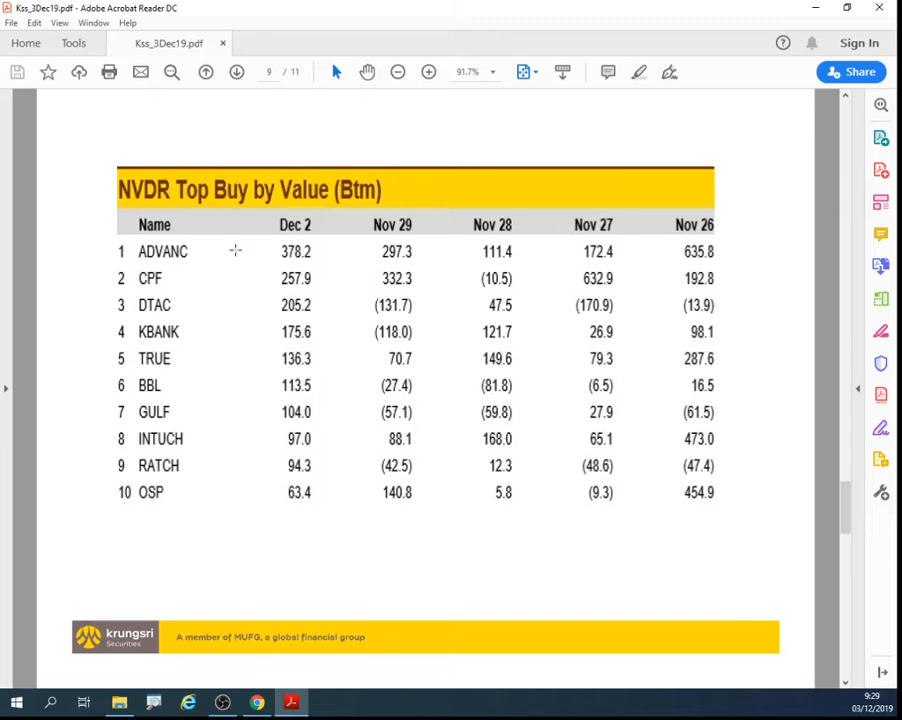 Kss_3Dec19.pdf - Adobe Acrobat Reader DC
File Edit View Window Help
Home Tools Kss_3Dec19.pdf × Sign In
9 / 11 91.7% Share
NVDR Top Buy by Value (Btm)
Name Dec 2 Nov 29 Nov 28 Nov 27 Nov 26
1 ADVANC 378.2 297.3 111.4 172.4 635.8
2 CPF 257.9 332.3 (10.5) 632.9 192.8
3 DTAC 205.2 (131.7) 47.5 (170.9) (13.9)
4 KBANK 175.6 (118.0) 121.7 26.9 98.1
5 TRUE 136.3 70.7 149.6 79.3 287.6
6 BBL 113.5 (27.4) (81.8) (6.5) 16.5
7 GULF 104.0 (57.1) (59.8) 27.9 (61.5)
8 INTUCH 97.0 88.1 168.0 65.1 473.0
9 RATCH 94.3 (42.5) 12.3 (48.6) (47.4)
10 OSP 63.4 140.8 5.8 (9.3) 454.9
krungsri
Securities
A member of MUFG, a global financial group
9:29
03/12/2019